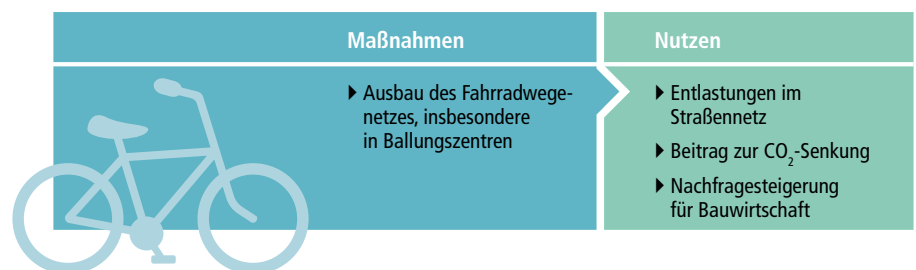 Maßnahmen
▶ Ausbau des Fahrradwege-
netzes, insbesondere
in Ballungszentren
Nutzen
▶ Entlastungen im
Straßennetz
▶ Beitrag zur CO₂-Senkung
▶ Nachfragesteigerung
für Bauwirtschaft